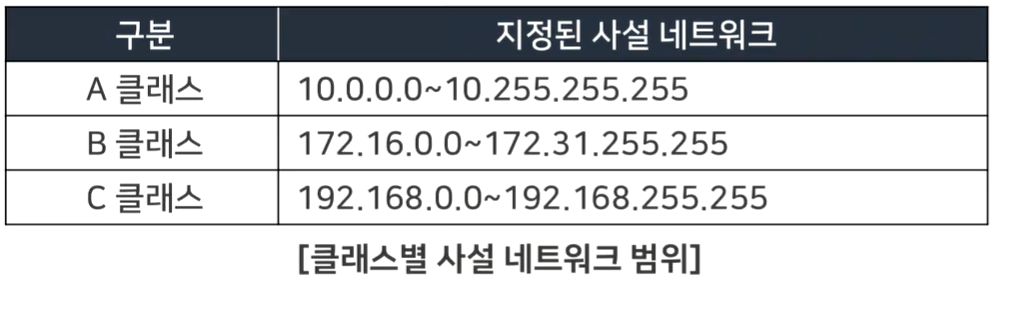 구분 지정된 사설 네트워크
A 클래스 10.0.0.0~10.255.255.255
B 클래스 172.16.0.0~172.31.255.255
C 클래스 192.168.0.0~192.168.255.255
[클래스별 사설 네트워크 범위]